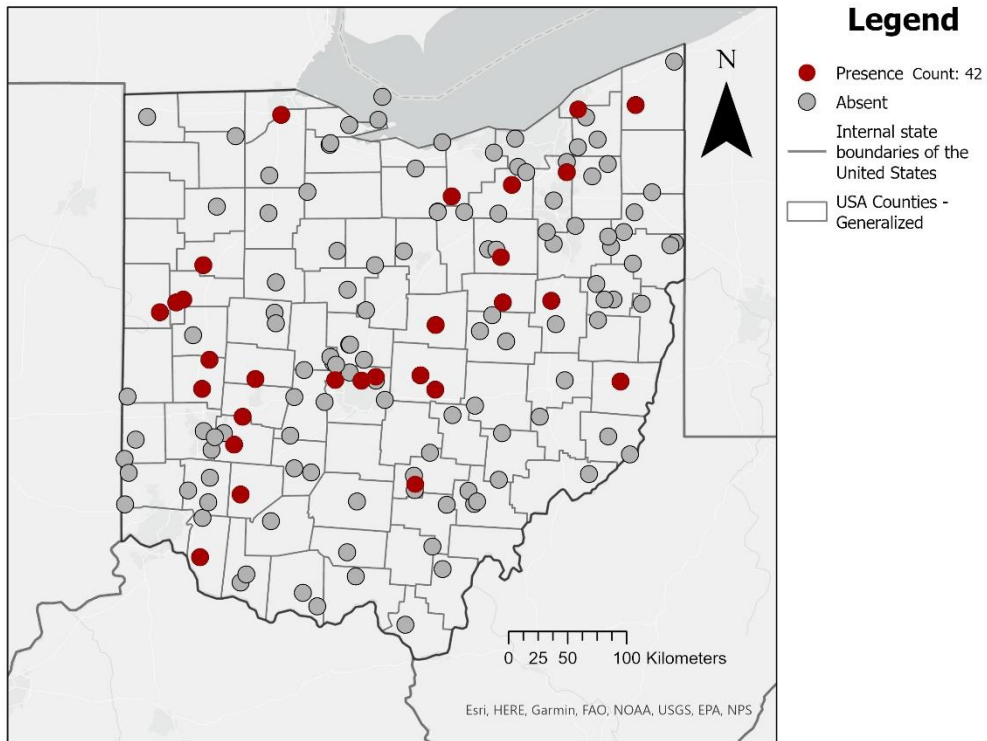 Legend
Presence Count: 42
Absent
Internal state
boundaries of the
United States
USA Counties -
Generalized
N
0 25 50 100 Kilometers
Esri, HERE, Garmin, FAO, NOAA, USGS, EPA, NPS